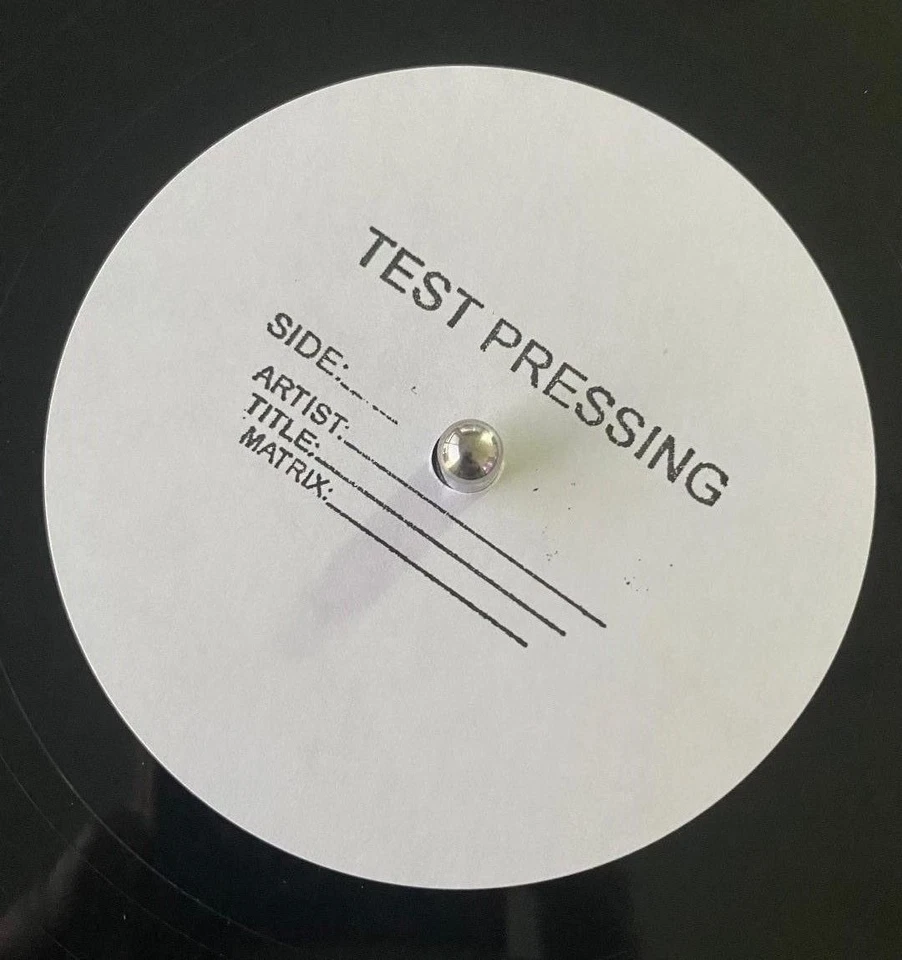 TEST PRESSING
SIDE:
ARTIST:
TITLE:
MATRIX: